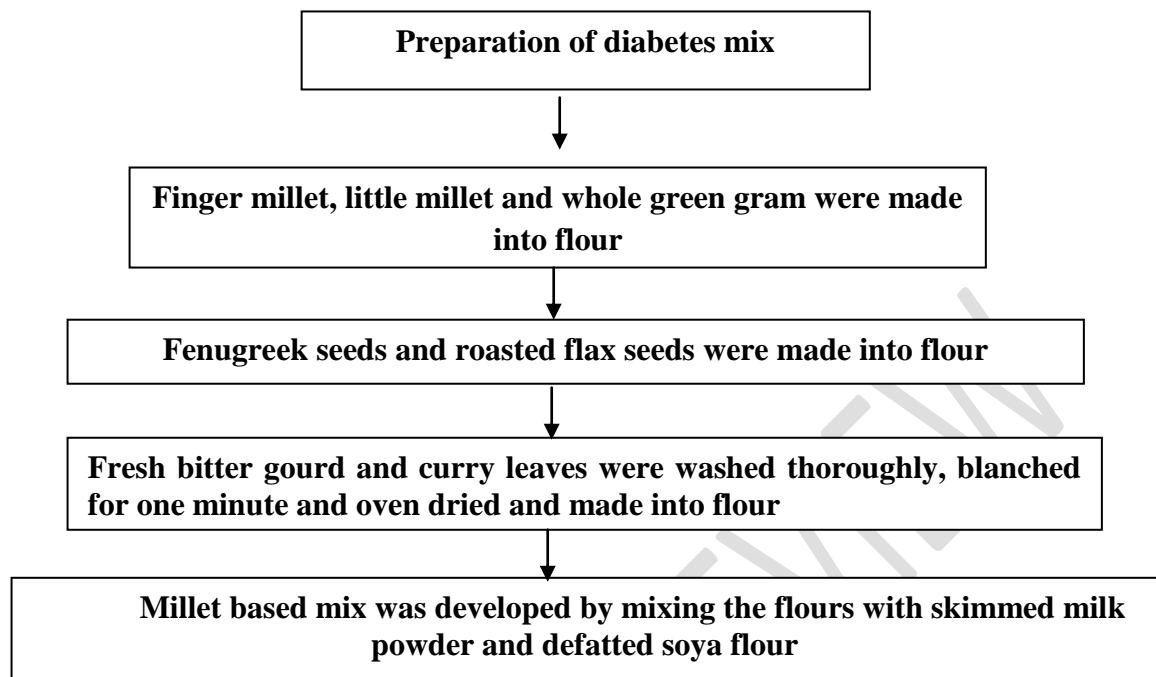 Preparation of diabetes mix
Finger millet, little millet and whole green gram were made
into flour
Fenugreek seeds and roasted flax seeds were made into flour
Fresh bitter gourd and curry leaves were washed thoroughly, blanched
for one minute and oven dried and made into flour
Millet based mix was developed by mixing the flours with skimmed milk
powder and defatted soya flour